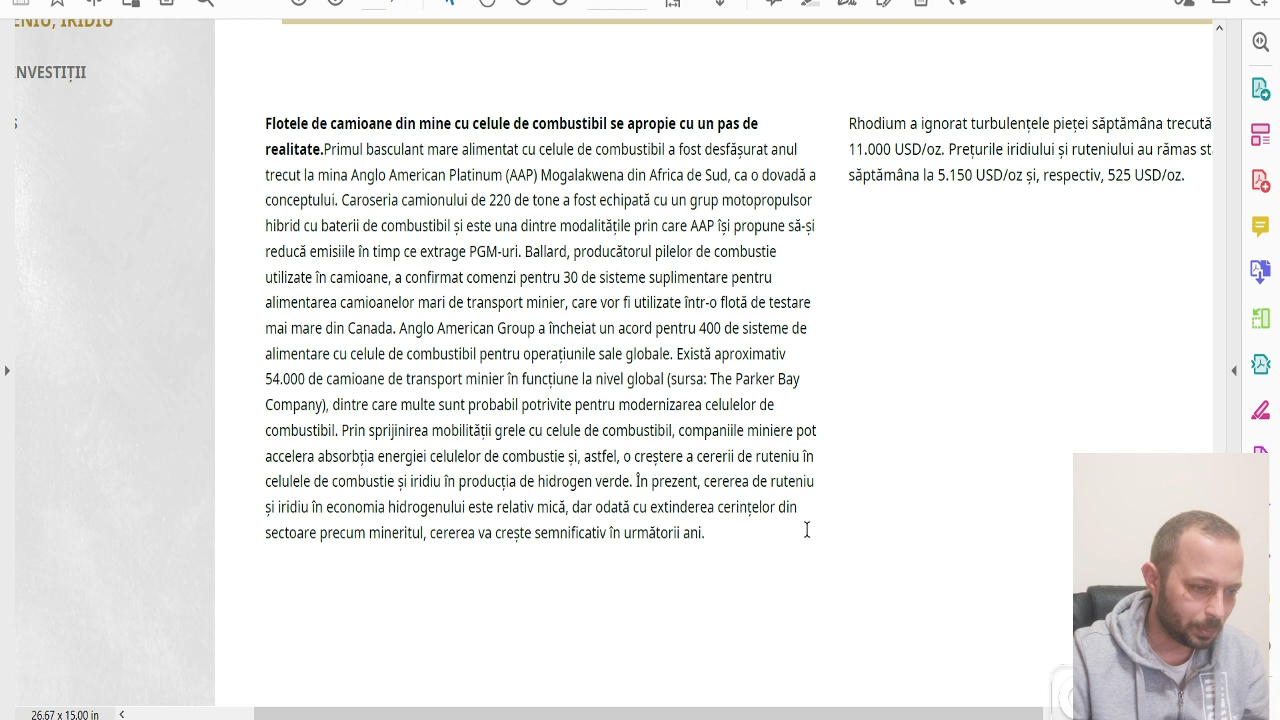 ENIU, IRIDIU
NVESTIȚII
S
Flotele de camioane din mine cu celule de combustibil se apropie cu un pas de
realitate.Primul basculant mare alimentat cu celule de combustibil a fost desfășurat anul
trecut la mina Anglo American Platinum (AAP) Mogalakwena din Africa de Sud, ca o dovadă a
conceptului. Caroseria camionului de 220 de tone a fost echipată cu un grup motopropulsor
hibrid cu baterii de combustibil și este una dintre modalitățile prin care AAP își propune să-și
reducă emisiile în timp ce extrage PGM-uri. Ballard, producătorul pilelor de combustie
utilizate în camioane, a confirmat comenzi pentru 30 de sisteme suplimentare pentru
alimentarea camioanelor mari de transport minier, care vor fi utilizate într-o flotă de testare
mai mare din Canada. Anglo American Group a încheiat un acord pentru 400 de sisteme de
alimentare cu celule de combustibil pentru operațiunile sale globale. Există aproximativ
54.000 de camioane de transport minier în funcțiune la nivel global (sursa: The Parker Bay
Company), dintre care multe sunt probabil potrivite pentru modernizarea celulelor de
combustibil. Prin sprijinirea mobilității grele cu celule de combustibil, companiile miniere pot
accelera absorbția energiei celulelor de combustie și, astfel, o creștere a cererii de ruteniu în
celulele de combustie și iridiu în producția de hidrogen verde. În prezent, cererea de ruteniu
și iridiu în economia hidrogenului este relativ mică, dar odată cu extinderea cerințelor din
sectoare precum mineritul, cererea va crește semnificativ în următorii ani.
Rhodium a ignorat turbulențele pieței săptămâna trecută
11.000 USD/oz. Prețurile iridiului și ruteniului au rămas st
săptămâna la 5.150 USD/oz și, respectiv, 525 USD/oz.
26.67 x 15.00 in